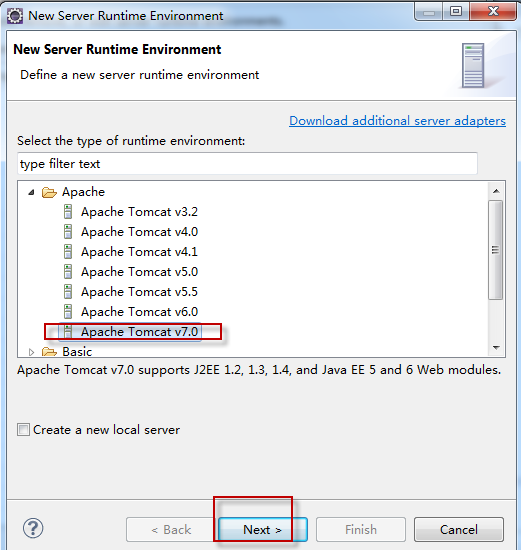 New Server Runtime Environment
New Server Runtime Environment
Define a new server runtime environment
Download additional server adapters
Select the type of runtime environment:
type filter text
Apache
Apache Tomcat v3.2
Apache Tomcat v4.0
Apache Tomcat v4.1
Apache Tomcat v5.0
Apache Tomcat v5.5
Apache Tomcat v6.0
Apache Tomcat v7.0
Basic
Apache Tomcat v7.0 supports J2EE 1.2, 1.3, 1.4, and Java EE 5 and 6 Web modules.
Create a new local server
? < Back Next > Finish Cancel